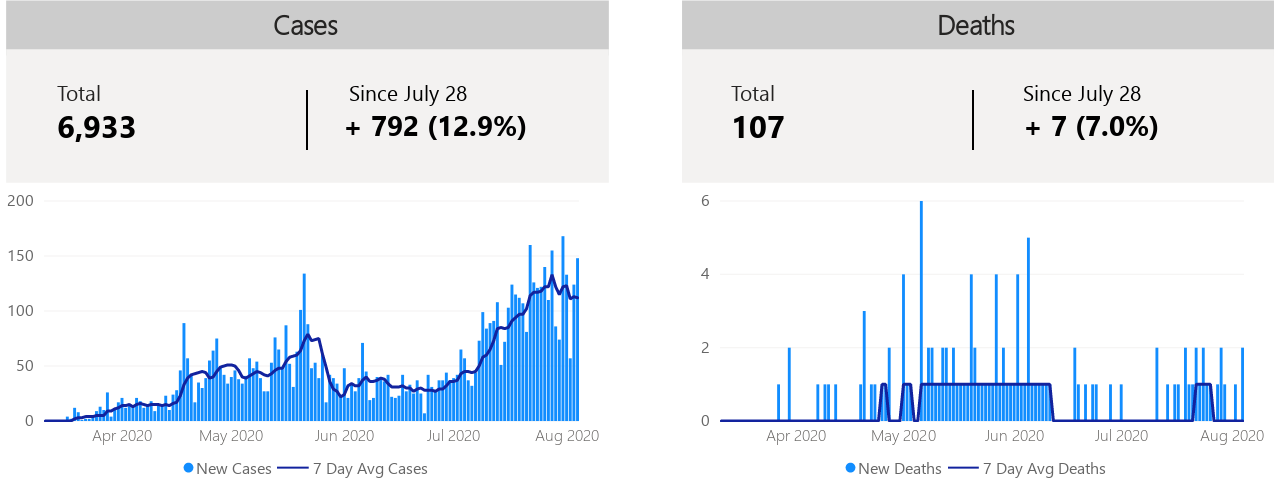 Cases
Total
6,933
Since July 28
+ 792 (12.9%)
200
150
100
50
0
Apr 2020 May 2020 Jun 2020 Jul 2020 Aug 2020
New Cases 7 Day Avg Cases
Deaths
Total
107
Since July 28
+ 7 (7.0%)
6
4
2
0
Apr 2020 May 2020 Jun 2020 Jul 2020 Aug 2020
New Deaths 7 Day Avg Deaths